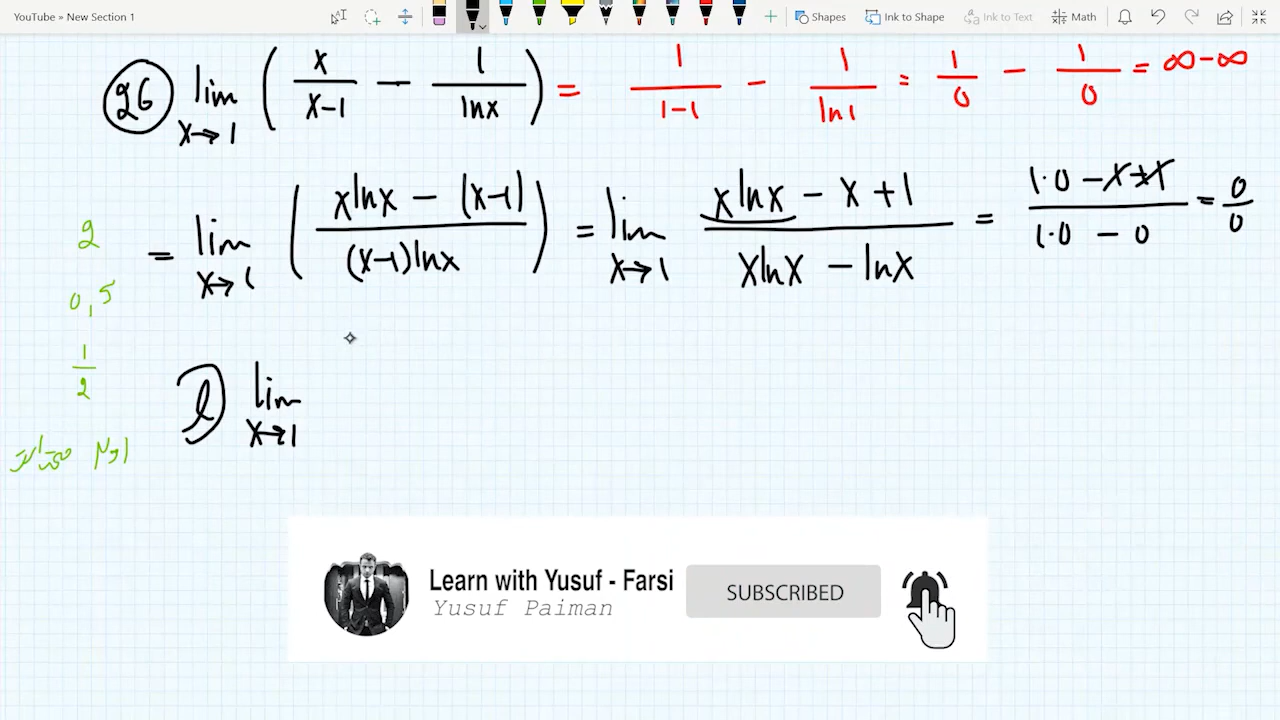 YouTube » New Section 1
Shapes Ink to Shape Ink to Text Math
26 lim x→1 ( x/(x-1) - 1/lnx ) = 1/(1-1) - 1/ln1 = 1/0 - 1/0 = ∞-∞
= lim x→1 ( (xlnx - (x-1))/((x-1)lnx) ) = lim x→1 (xlnx - x + 1)/(xlnx - lnx) = (1·0 - 1 + 1)/(1·0 - 0) = 0/0
2
0,5
1/2
l lim x→1
Learn with Yusuf - Farsi
Yusuf Paiman
SUBSCRIBED